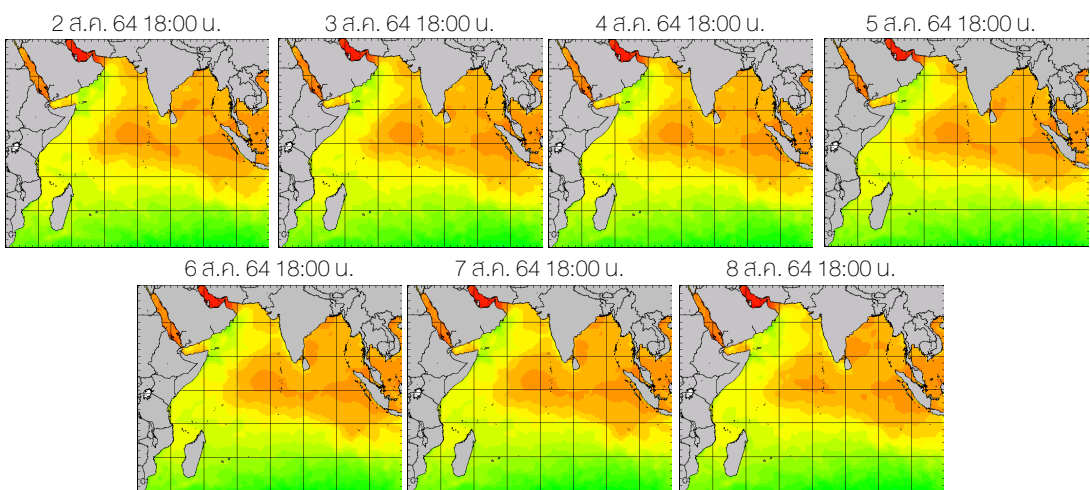 2 ส.ค. 64 18:00 น.
3 ส.ค. 64 18:00 น.
4 ส.ค. 64 18:00 น.
5 ส.ค. 64 18:00 น.
6 ส.ค. 64 18:00 น.
7 ส.ค. 64 18:00 น.
8 ส.ค. 64 18:00 น.